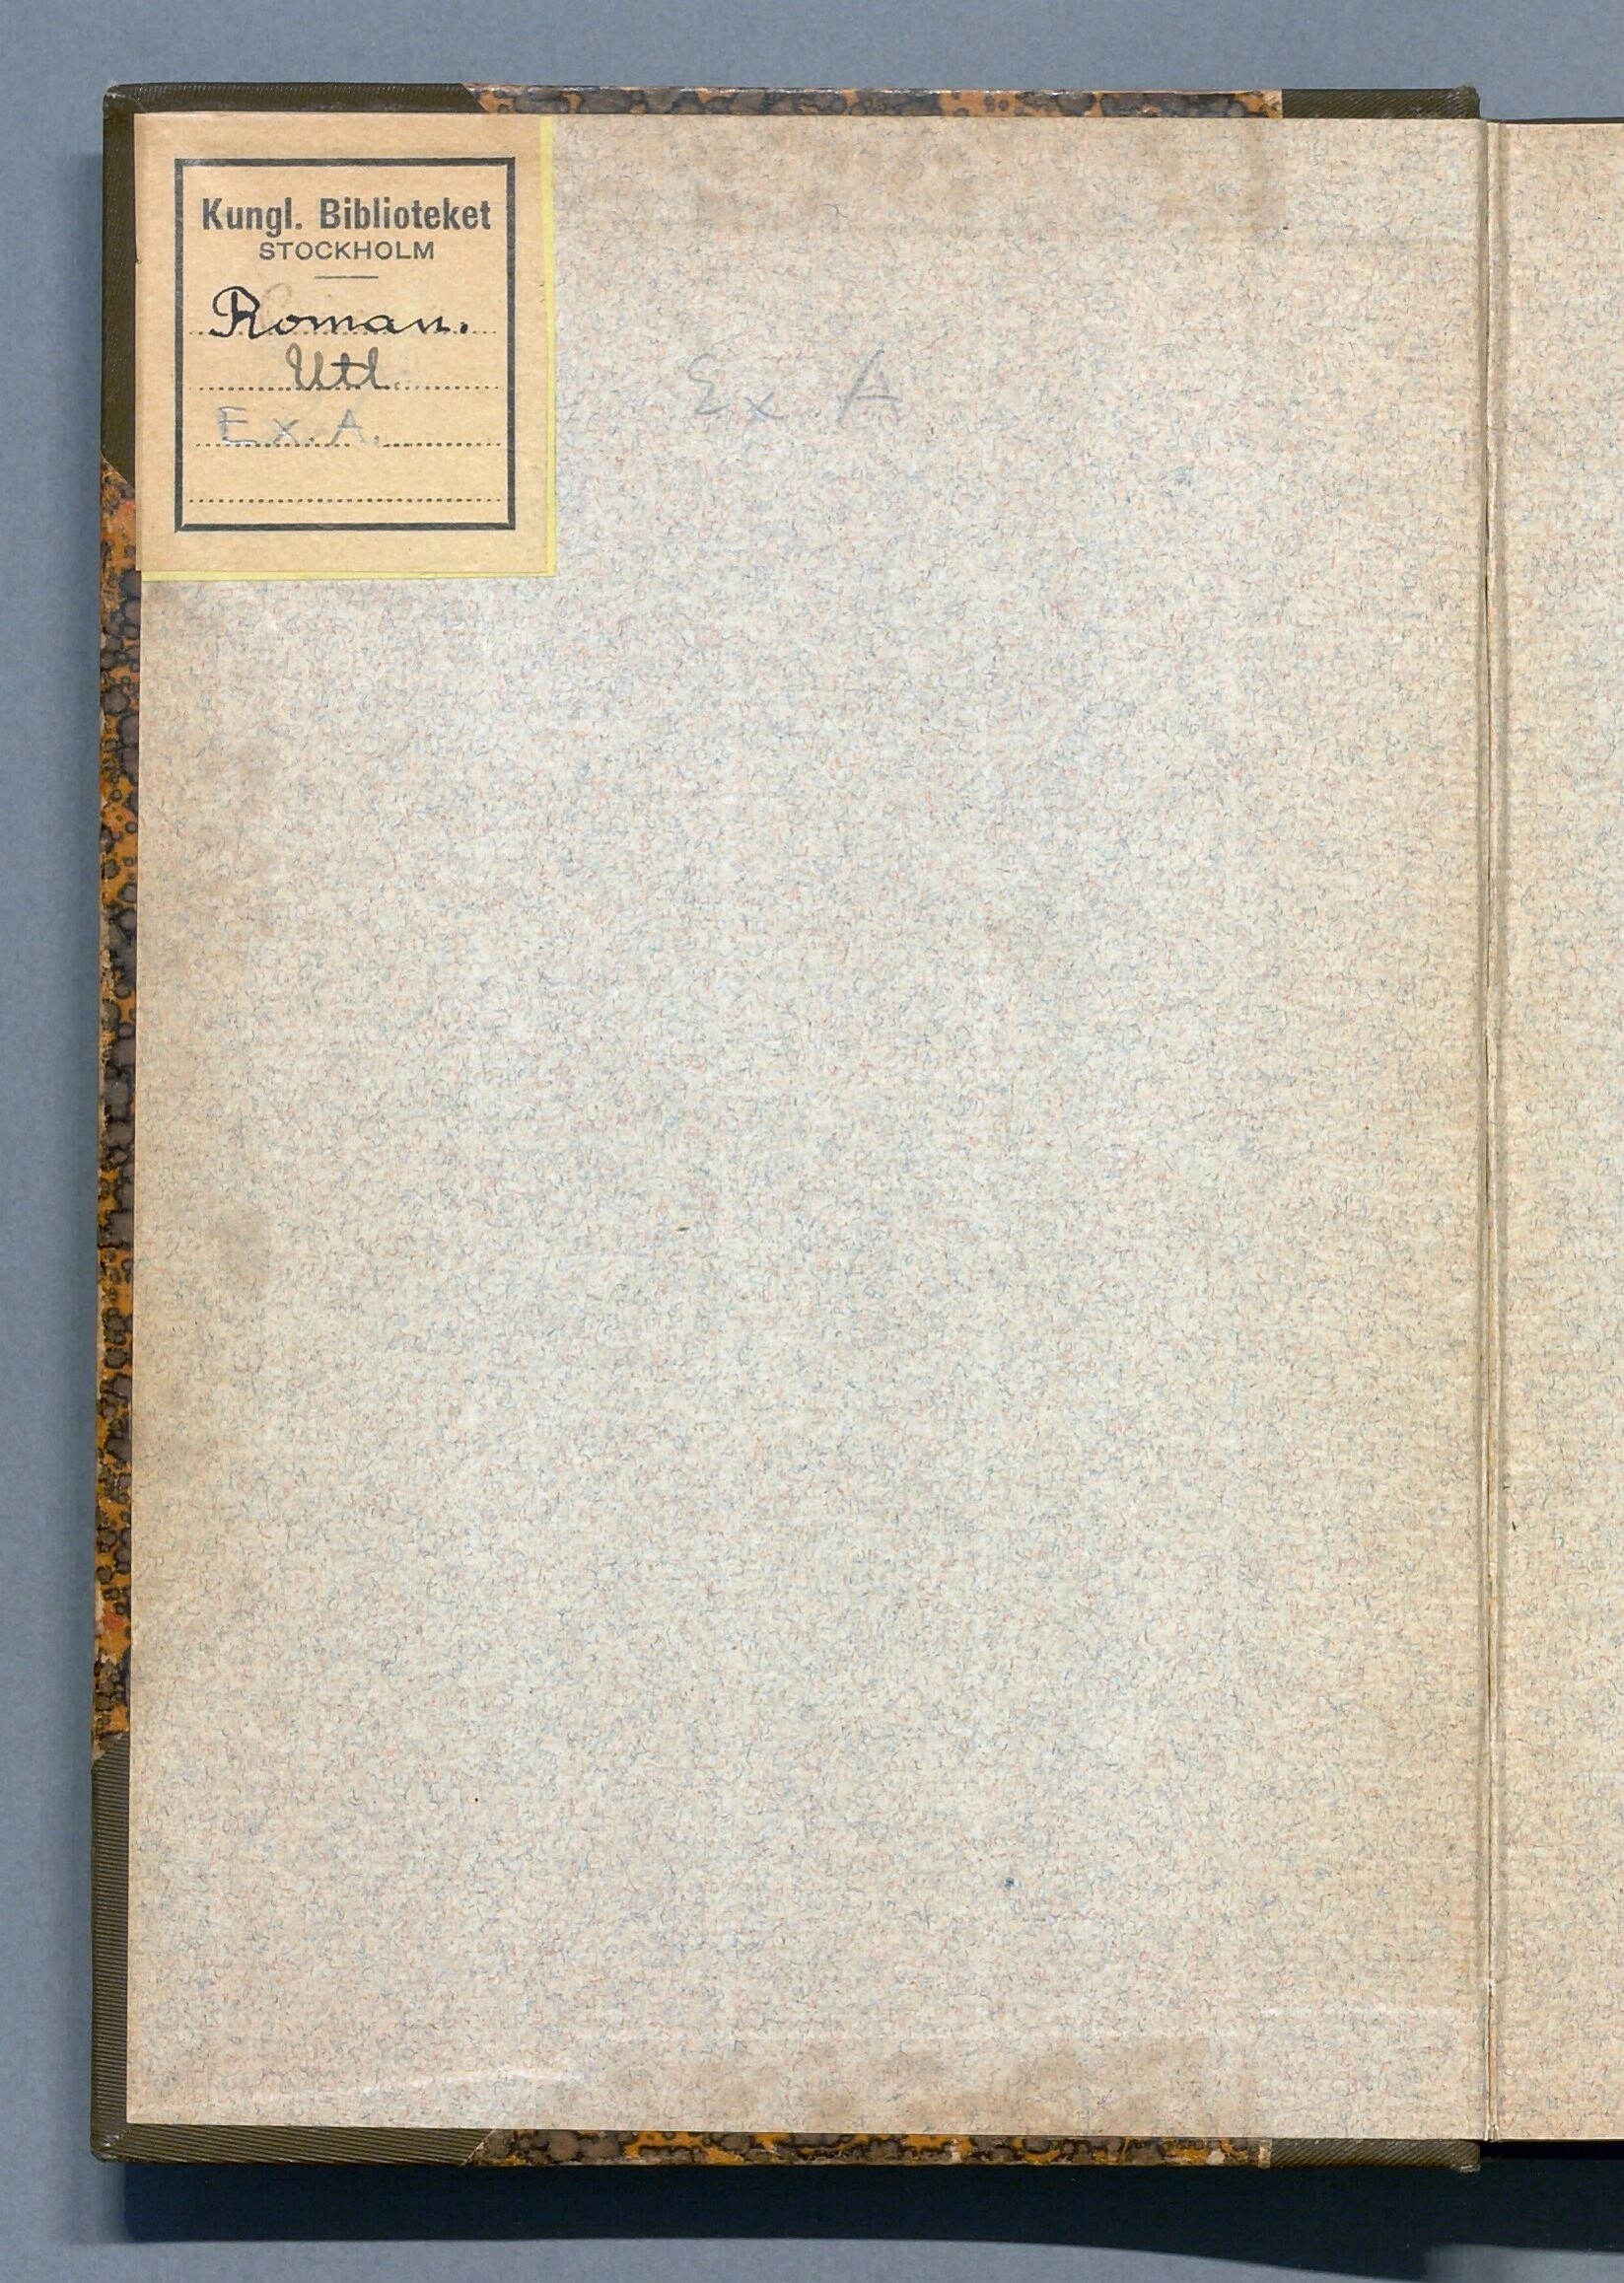 Kungl. Biblioteket
STOCKHOLM
Roman.
Utl.
Ex. A.
Ex A